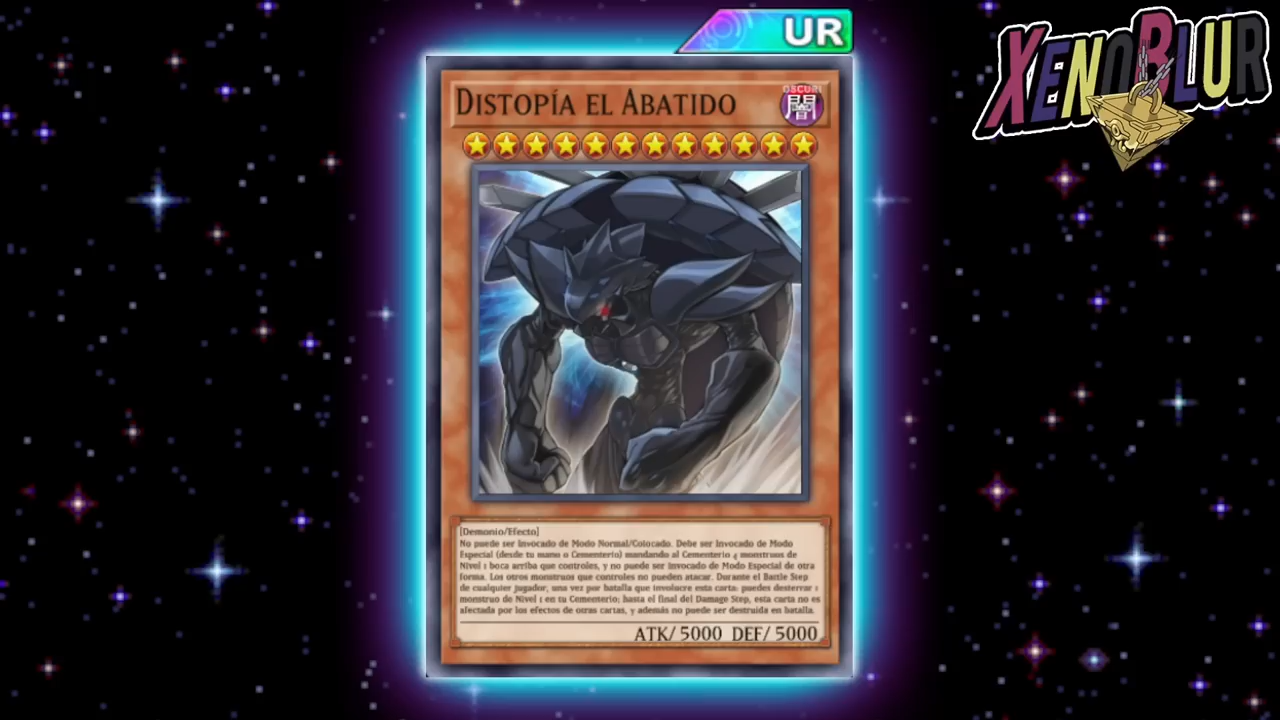 UR
XENOBLUR
DISTOPÍA EL ABATIDO
OSCURI
闇
[Demonio/Efecto]
No puede ser Invocado de Modo Normal/Colocado. Debe ser Invocado de Modo
Especial (desde tu mano o Cementerio) mandando al Cementerio 4 monstruos de
Nivel 1 boca arriba que controles, y no puede ser Invocado de Modo Especial de otra
forma. Los otros monstruos que controles no pueden atacar. Durante el Battle Step
de cualquier jugador, una vez por batalla que involucre esta carta: puedes desterrar 1
monstruo de Nivel 1 en tu Cementerio; hasta el final del Damage Step, esta carta no es
afectada por los efectos de otras cartas, y además no puede ser destruida en batalla.
ATK/ 5000 DEF/ 5000